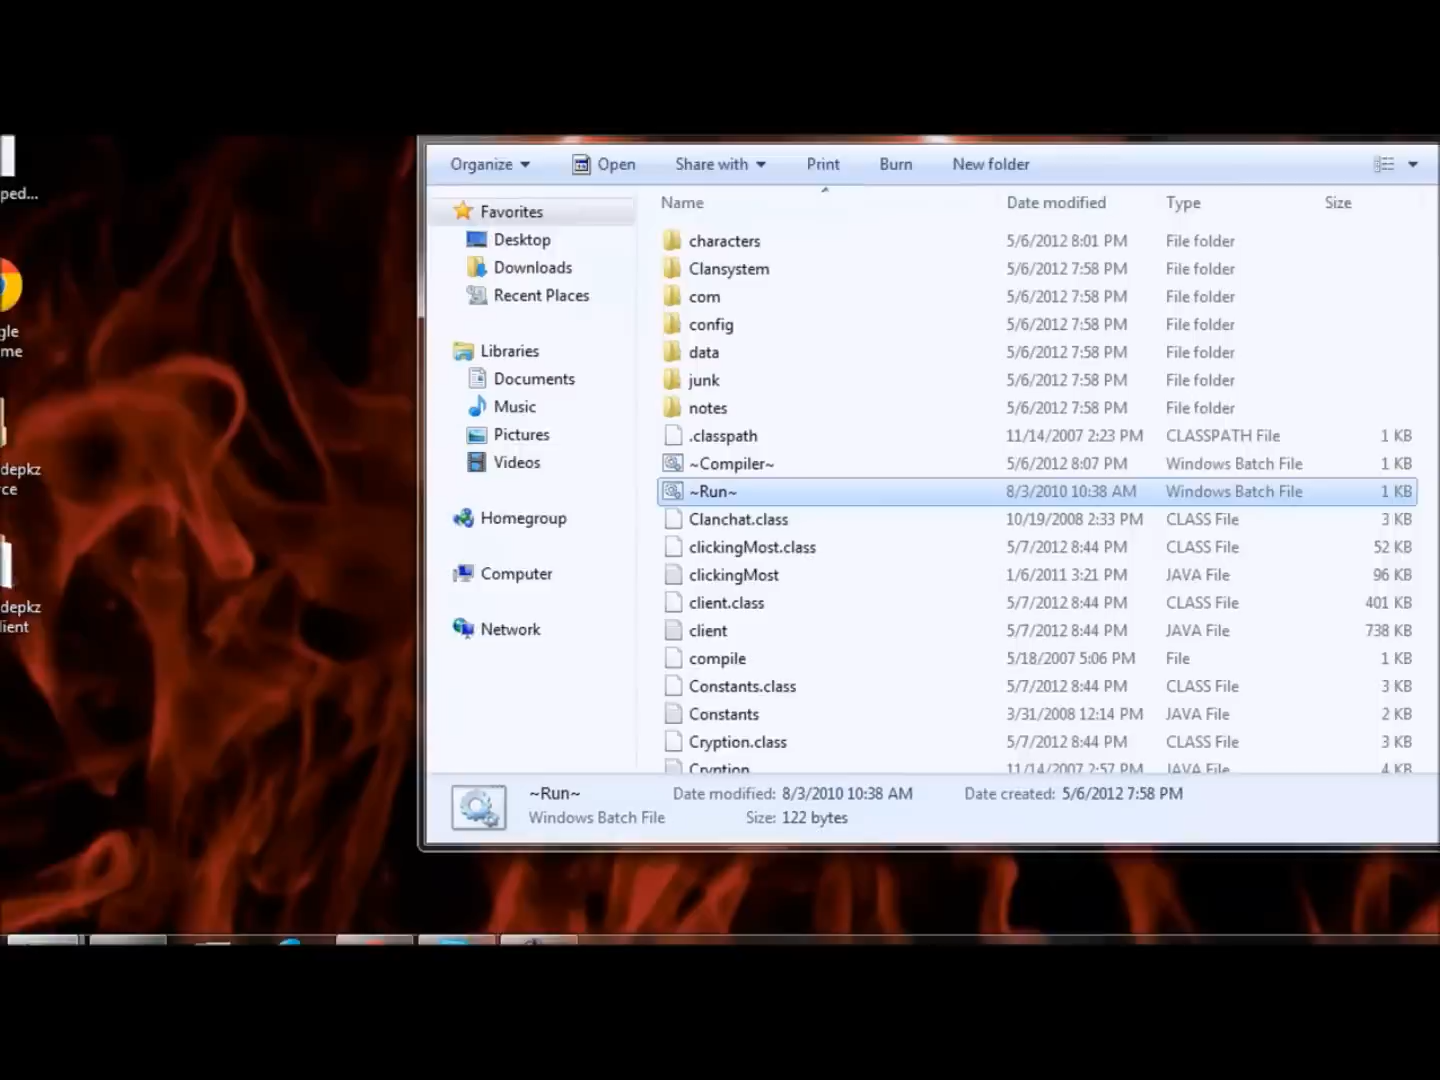 Organize Open Share with Print Burn New folder
Name Date modified Type Size
Favorites
Desktop
Downloads
Recent Places
Libraries
Documents
Music
Pictures
Videos
Homegroup
Computer
Network
characters 5/6/2012 8:01 PM File folder
Clansystem 5/6/2012 7:58 PM File folder
com 5/6/2012 7:58 PM File folder
config 5/6/2012 7:58 PM File folder
data 5/6/2012 7:58 PM File folder
junk 5/6/2012 7:58 PM File folder
notes 5/6/2012 7:58 PM File folder
.classpath 11/14/2007 2:23 PM CLASSPATH File 1 KB
~Compiler~ 5/6/2012 8:07 PM Windows Batch File 1 KB
~Run~ 8/3/2010 10:38 AM Windows Batch File 1 KB
Clanchat.class 10/19/2008 2:33 PM CLASS File 3 KB
clickingMost.class 5/7/2012 8:44 PM CLASS File 52 KB
clickingMost 1/6/2011 3:21 PM JAVA File 96 KB
client.class 5/7/2012 8:44 PM CLASS File 401 KB
client 5/7/2012 8:44 PM JAVA File 738 KB
compile 5/18/2007 5:06 PM File 1 KB
Constants.class 5/7/2012 8:44 PM CLASS File 3 KB
Constants 3/31/2008 12:14 PM JAVA File 2 KB
Cryption.class 5/7/2012 8:44 PM CLASS File 3 KB
Cryption 11/14/2007 2:57 PM JAVA File 4 KB
~Run~ Date modified: 8/3/2010 10:38 AM Date created: 5/6/2012 7:58 PM
Windows Batch File Size: 122 bytes
ped...
gle
me
depkz
ce
depkz
lient